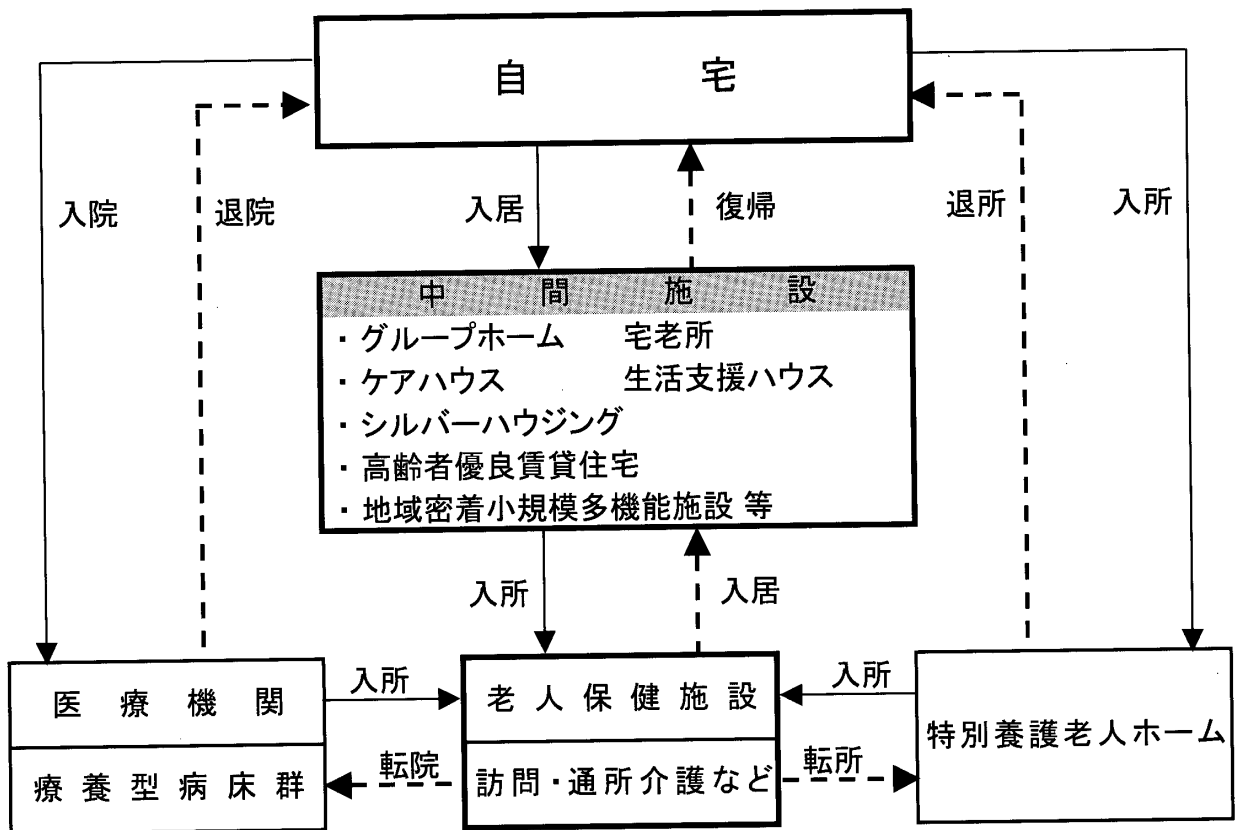 自宅
入院
退院
入居
復帰
退所
入所
中間施設
・グループホーム 宅老所
・ケアハウス 生活支援ハウス
・シルバーハウジング
・高齢者優良賃貸住宅
・地域密着小規模多機能施設 等
入所
入居
医療機関
療養型病床群
入所
転院
老人保健施設
訪問・通所介護など
入所
転所
特別養護老人ホーム